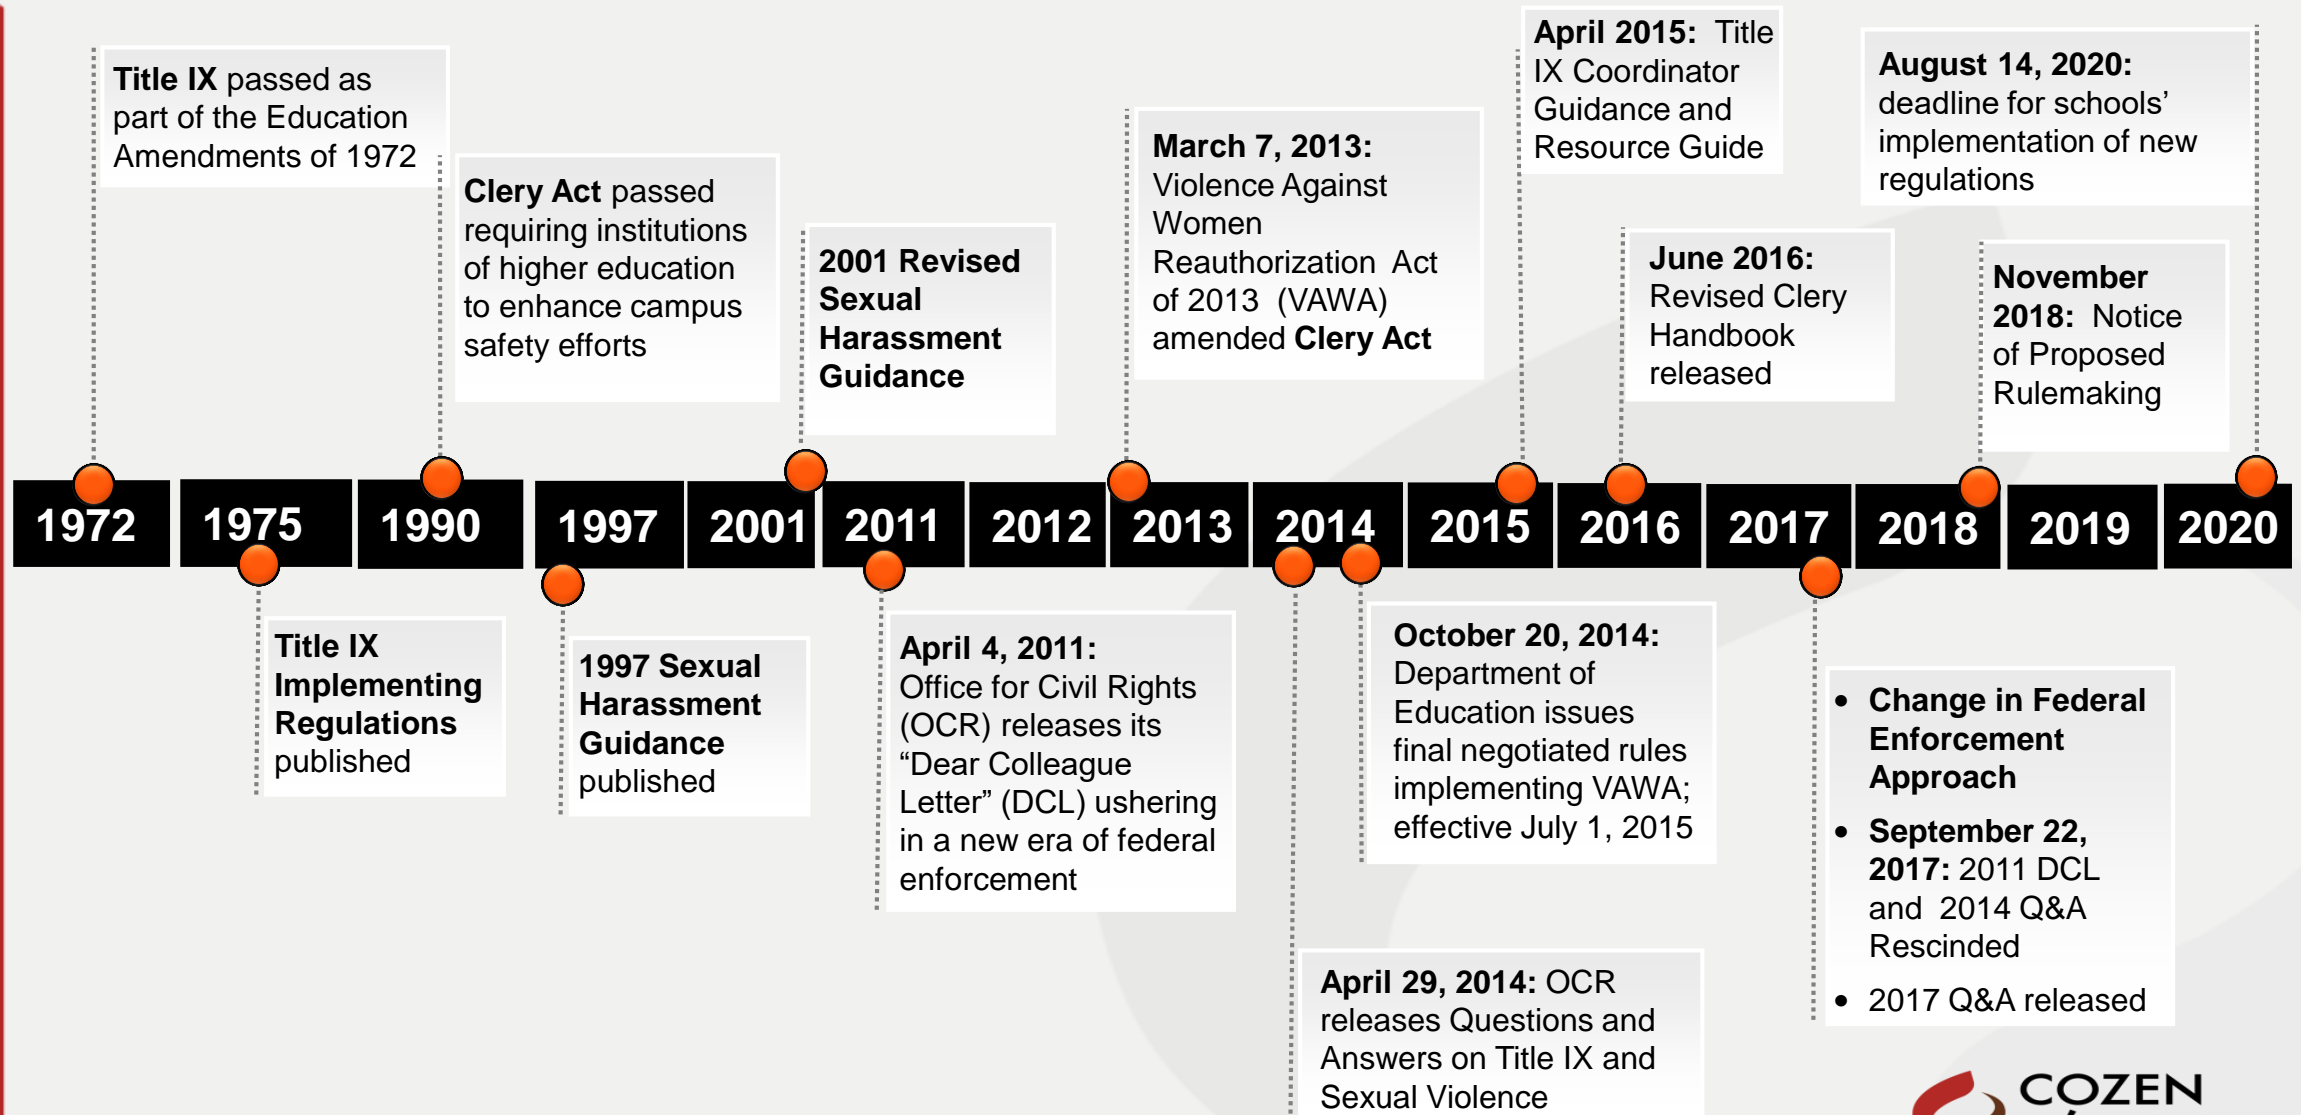 Title IX passed as
part of the Education
Amendments of 1972
Clery Act passed
requiring institutions
of higher education
to enhance campus
safety efforts
2001 Revised
Sexual
Harassment
Guidance
March 7, 2013:
Violence Against
Women
Reauthorization Act
of 2013 (VAWA)
amended Clery Act
April 2015: Title
IX Coordinator
Guidance and
Resource Guide
June 2016:
Revised Clery
Handbook
released
August 14, 2020:
deadline for schools’
implementation of new
regulations
November
2018: Notice
of Proposed
Rulemaking
1972 1975 1990 1997 2001 2011 2012 2013 2014 2015 2016 2017 2018 2019 2020
Title IX
Implementing
Regulations
published
1997 Sexual
Harassment
Guidance
published
April 4, 2011:
Office for Civil Rights
(OCR) releases its
“Dear Colleague
Letter” (DCL) ushering
in a new era of federal
enforcement
April 29, 2014: OCR
releases Questions and
Answers on Title IX and
Sexual Violence
October 20, 2014:
Department of
Education issues
final negotiated rules
implementing VAWA;
effective July 1, 2015
• Change in Federal
Enforcement
Approach
• September 22,
2017: 2011 DCL
and 2014 Q&A
Rescinded
• 2017 Q&A released
COZEN